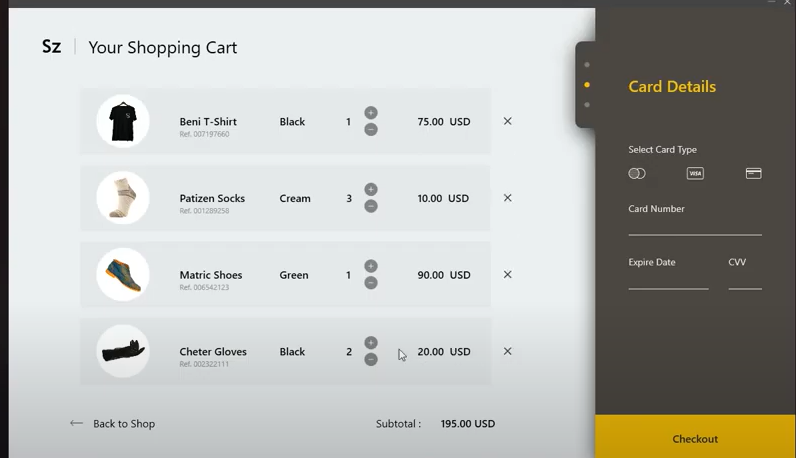 Sz
Your Shopping Cart
Beni T-Shirt Black 1 75.00 USD
Ref. 007197660
Patizen Socks Cream 3 10.00 USD
Ref. 001289258
Matric Shoes Green 1 90.00 USD
Ref. 006542123
Cheter Gloves Black 2 20.00 USD
Ref. 002322111
Back to Shop
Subtotal : 195.00 USD
Card Details
Select Card Type
VISA
Card Number
Expire Date CVV
Checkout